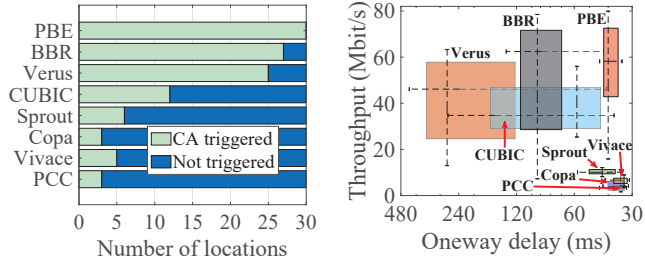 PBE
BBR
Verus
CUBIC
Sprout
Copa
Vivace
PCC
CA triggered
Not triggered
0 5 10 15 20 25 30
Number of locations
Throughput (Mbit/s)
80
60
40
20
0
BBR
PBE
Verus
CUBIC
Sprout
Vivace
Copa
PCC
480 240 120 60 30
Oneway delay (ms)